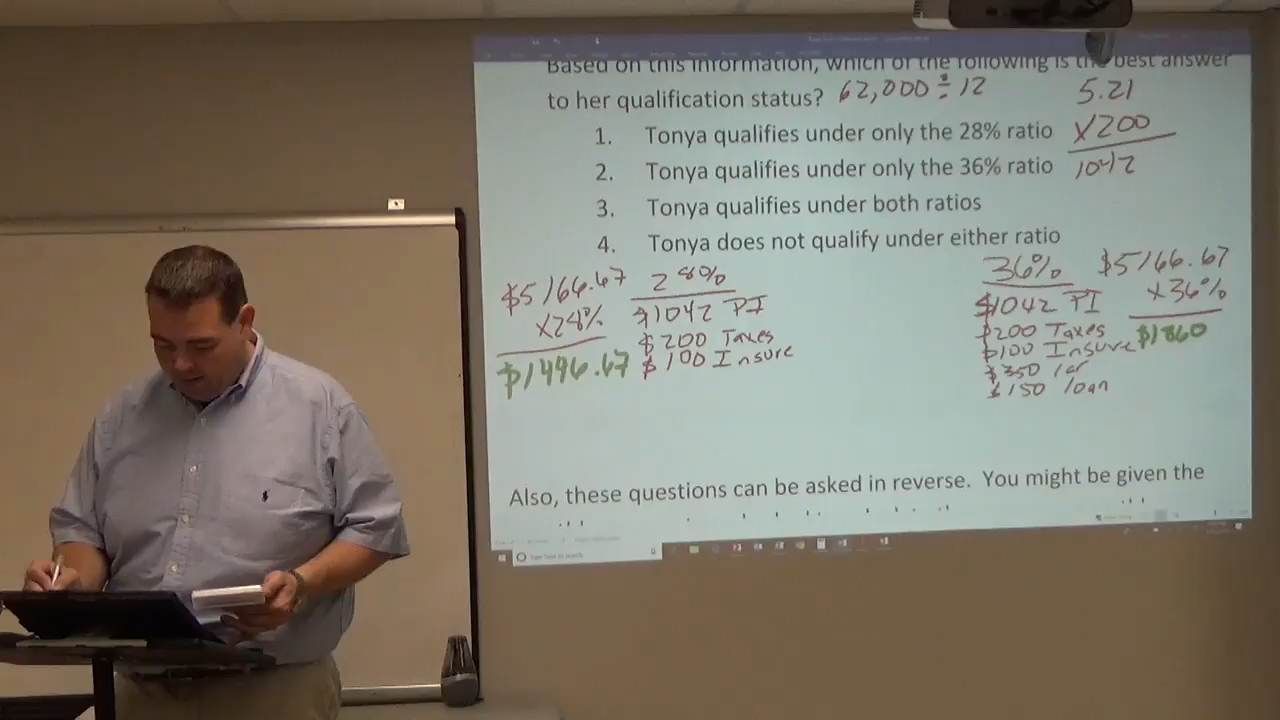 Based on this information, which of the following is the best answer
to her qualification status? 62,000 ÷ 12
5.21
X200
1042
1. Tonya qualifies under only the 28% ratio
2. Tonya qualifies under only the 36% ratio
3. Tonya qualifies under both ratios
4. Tonya does not qualify under either ratio
$5166.67
x28%
$1446.67
28%
$1042 PI
$200 Taxes
$100 Insure
36%
$1042 PI
$200 Taxes
$100 Insure
$350 car
$150 loan
$5166.67
x36%
$1860
Also, these questions can be asked in reverse. You might be given the